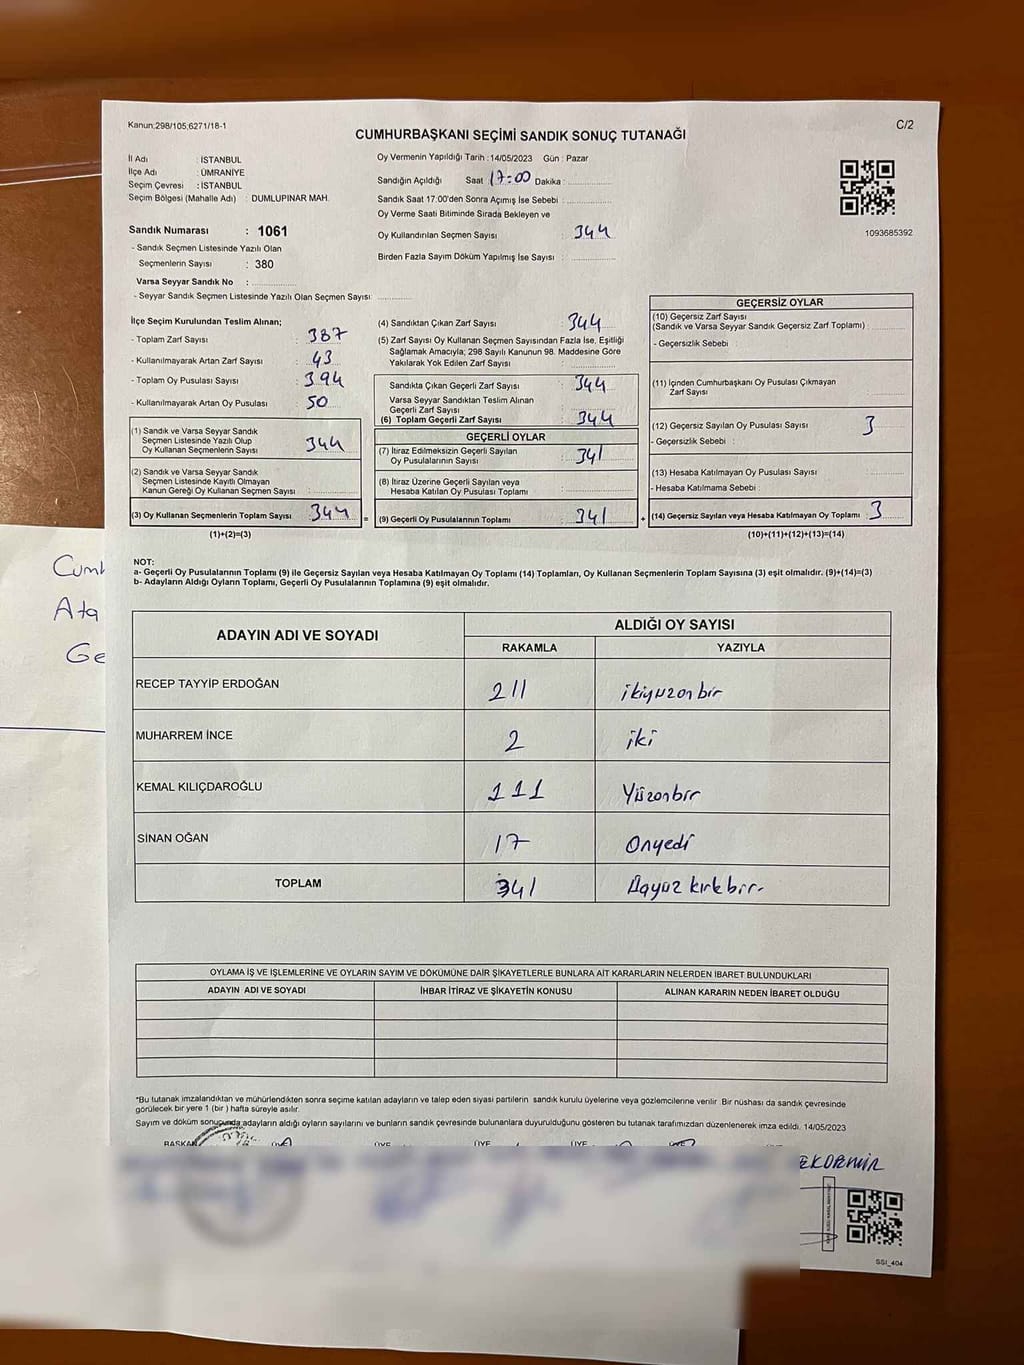 Kanun;298/105,6271/18-1
C/2
CUMHURBAŞKANI SEÇİMİ SANDIK SONUÇ TUTANAĞI
İl Adı : İSTANBUL
İlçe Adı : ÜMRANİYE
Seçim Çevresi : İSTANBUL
Seçim Bölgesi (Mahalle Adı) : DUMLUPINAR MAH.
Sandık Numarası : 1061
- Sandık Seçmen Listesinde Yazılı Olan
Seçmenlerin Sayısı : 380
Varsa Seyyar Sandık No :
- Seyyar Sandık Seçmen Listesinde Yazılı Olan Seçmen Sayısı:
Oy Vermenin Yapıldığı Tarih : 14/05/2023 Gün : Pazar
Sandığın Açıldığı Saat 17:00 Dakika :
Sandık Saat 17.00'den Sonra Açımış İse Sebebi :
Oy Verme Saati Bitiminde Sırada Bekleyen ve
Oy Kullandırılan Seçmen Sayısı : 344
Birden Fazla Sayım Döküm Yapılmış İse Sayısı :
1093685392
İlçe Seçim Kurulundan Teslim Alınan;
- Toplam Zarf Sayısı : 387
- Kullanılmayarak Artan Zarf Sayısı : 43
- Toplam Oy Pusulası Sayısı : 394
- Kullanılmayarak Artan Oy Pusulası : 50
(1) Sandık ve Varsa Seyyar Sandık
Seçmen Listesinde Yazılı Olup
Oy Kullanan Seçmenlerin Sayısı : 344
(2) Sandık ve Varsa Seyyar Sandık
Seçmen Listesinde Kayıtlı Olmayan
Kanun Gereği Oy Kullanan Seçmen Sayısı :
(3) Oy Kullanan Seçmenlerin Toplam Sayısı : 344 =
(1)+(2)=(3)
(4) Sandıktan Çıkan Zarf Sayısı : 344
(5) Zarf Sayısı Oy Kullanan Seçmen Sayısından Fazla İse, Eşitliği
Sağlamak Amacıyla; 298 Sayılı Kanunun 98. Maddesine Göre
Yakılarak Yok Edilen Zarf Sayısı :
Sandıkta Çıkan Geçerli Zarf Sayısı : 344
Varsa Seyyar Sandıktan Teslim Alınan
Geçerli Zarf Sayısı :
(6) Toplam Geçerli Zarf Sayısı : 344
GEÇERLİ OYLAR
(7) İtiraz Edilmeksizin Geçerli Sayılan
Oy Pusulalarının Sayısı : 341
(8) İtiraz Üzerine Geçerli Sayılan veya
Hesaba Katılan Oy Pusulası Toplamı :
(9) Geçerli Oy Pusulalarının Toplamı : 341 +
GEÇERSİZ OYLAR
(10) Geçersiz Zarf Sayısı
(Sandık ve Varsa Seyyar Sandık Geçersiz Zarf Toplamı) :
- Geçersizlik Sebebi :
(11) İçinden Cumhurbaşkanı Oy Pusulası Çıkmayan
Zarf Sayısı :
(12) Geçersiz Sayılan Oy Pusulası Sayısı : 3
- Geçersizlik Sebebi :
(13) Hesaba Katılmayan Oy Pusulası Sayısı :
- Hesaba Katılmama Sebebi :
(14) Geçersiz Sayılan veya Hesaba Katılmayan Oy Toplamı : 3
(10)+(11)+(12)+(13)=(14)
NOT:
a- Geçerli Oy Pusulalarının Toplamı (9) ile Geçersiz Sayılan veya Hesaba Katılmayan Oy Toplamı (14) Toplamları, Oy Kullanan Seçmenlerin Toplam Sayısına (3) eşit olmalıdır. (9)+(14)=(3)
b- Adayların Aldığı Oyların Toplamı, Geçerli Oy Pusulalarının Toplamına (9) eşit olmalıdır.
ADAYIN ADI VE SOYADI
ALDIĞI OY SAYISI
RAKAMLA YAZIYLA
RECEP TAYYİP ERDOĞAN 211 ikiyuzonbir
MUHARREM İNCE 2 iki
KEMAL KILIÇDAROĞLU 111 Yüzonbir
SİNAN OĞAN 17 Onyedi
TOPLAM 341 kırkbir
OYLAMA İŞ VE İŞLEMLERİNE VE OYLARIN SAYIM VE DÖKÜMÜNE DAİR ŞİKAYETLERLE BUNLARA AİT KARARLARIN NELERDEN İBARET BULUNDUKLARI
ADAYIN ADI VE SOYADI İHBAR İTİRAZ VE ŞİKAYETİN KONUSU ALINAN KARARIN NEDEN İBARET OLDUĞU
*Bu tutanak imzalandıktan ve mühürlendikten sonra seçime katılan adayların ve talep eden siyasi partilerin sandık kurulu üyelerine veya gözlemcilerine verilir. Bir nüshası da sandık çevresinde
görülecek bir yere 1 (bir) hafta süreyle asılır.
Sayım ve döküm sonucunda adayların aldığı oyların sayılarını ve bunların sandık çevresinde bulunanlara duyurulduğunu gösteren bu tutanak tarafımızdan düzenlenerek imza edildi. 14/05/2023
BAŞKAN ÜYE ÜYE ÜYE
SSI_404
Cumh
Ata
Ge